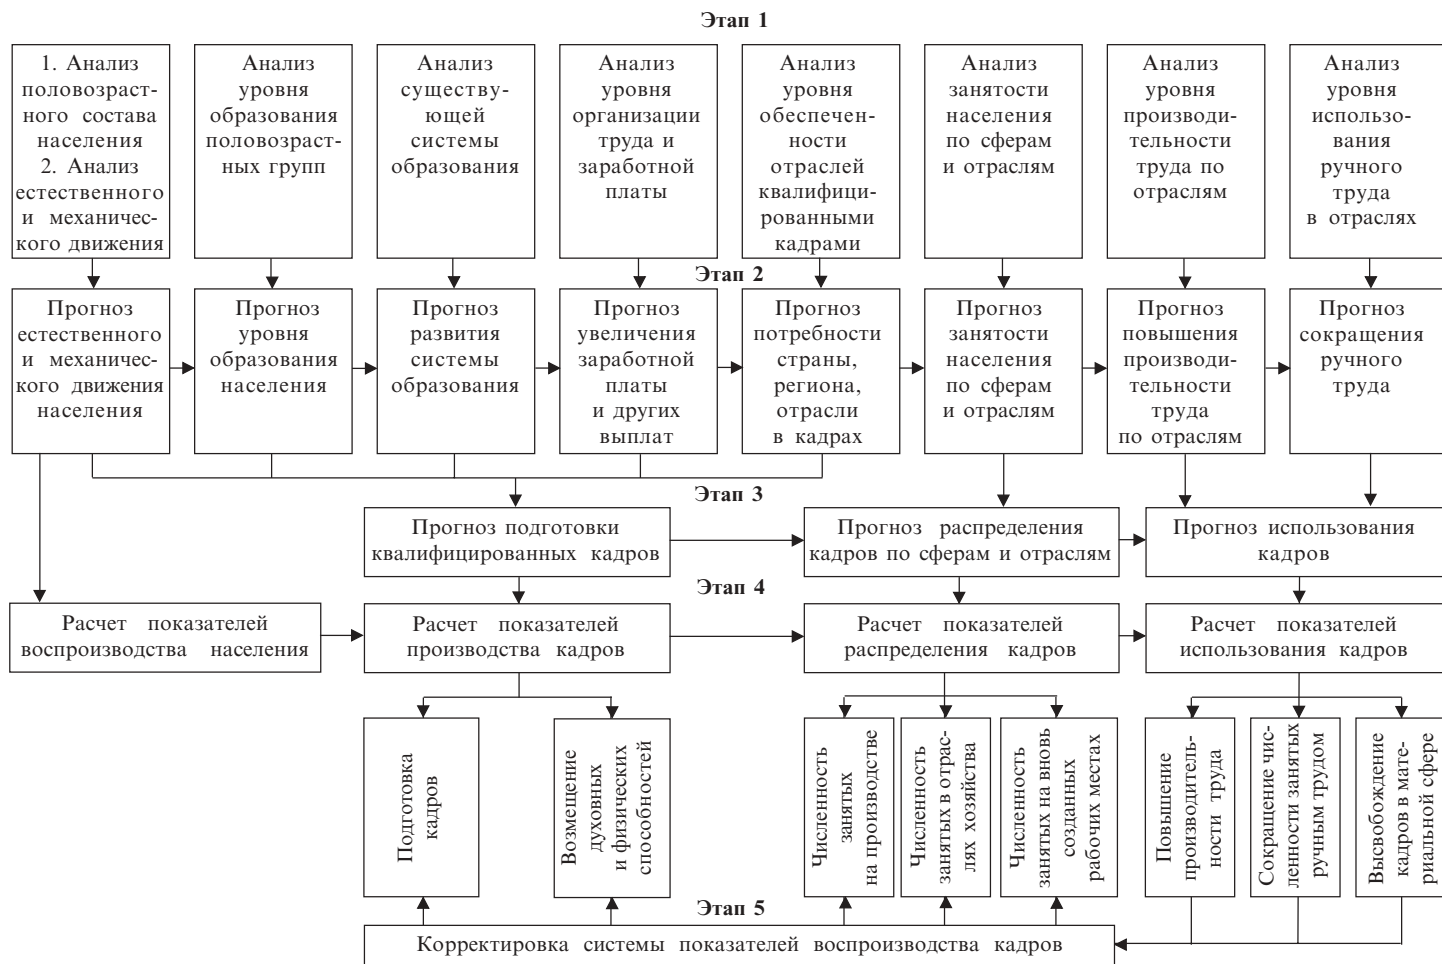 Этап 1
1. Анализ
половозраст-
ного состава
населения
2. Анализ
естественного
и механичес-
кого движения
Анализ
уровня
образования
половозраст-
ных групп
Анализ
существу-
ющей
системы
образования
Анализ
уровня
организации
труда и
заработной
платы
Анализ
уровня
обеспечен-
ности
отраслей
квалифици-
рованными
кадрами
Анализ
занятости
населения
по сферам
и отраслям
Анализ
уровня
производи-
тельности
труда по
отраслям
Анализ
уровня
использо-
вания
ручного
труда
в отраслях
Этап 2
Прогноз
естественного
и механичес-
кого движения
населения
Прогноз
уровня
образования
населения
Прогноз
развития
системы
образования
Прогноз
увеличения
заработной
платы
и других
выплат
Прогноз
потребности
страны,
региона,
отрасли
в кадрах
Прогноз
занятости
населения
по сферам
и отраслям
Прогноз
повышения
производи-
тельности
труда
по отраслям
Прогноз
сокращения
ручного
труда
Этап 3
Прогноз подготовки
квалифицированных кадров
Прогноз распределения
кадров по сферам и отраслям
Прогноз использования
кадров
Этап 4
Расчет показателей
воспроизводства населения
Расчет показателей
производства кадров
Расчет показателей
распределения кадров
Расчет показателей
использования кадров
Подготовка
кадров
Возмещение
духовных
и физических
способностей
Численность
занятых
на производстве
Численность
занятых в отрас-
лях хозяйства
Численность
занятых на вновь
созданных
рабочих местах
Повышение
производитель-
ности труда
Сокращение чис-
ленности занятых
ручным трудом
Высвобождение
кадров в мате-
риальной сфере
Этап 5
Корректировка системы показателей воспроизводства кадров